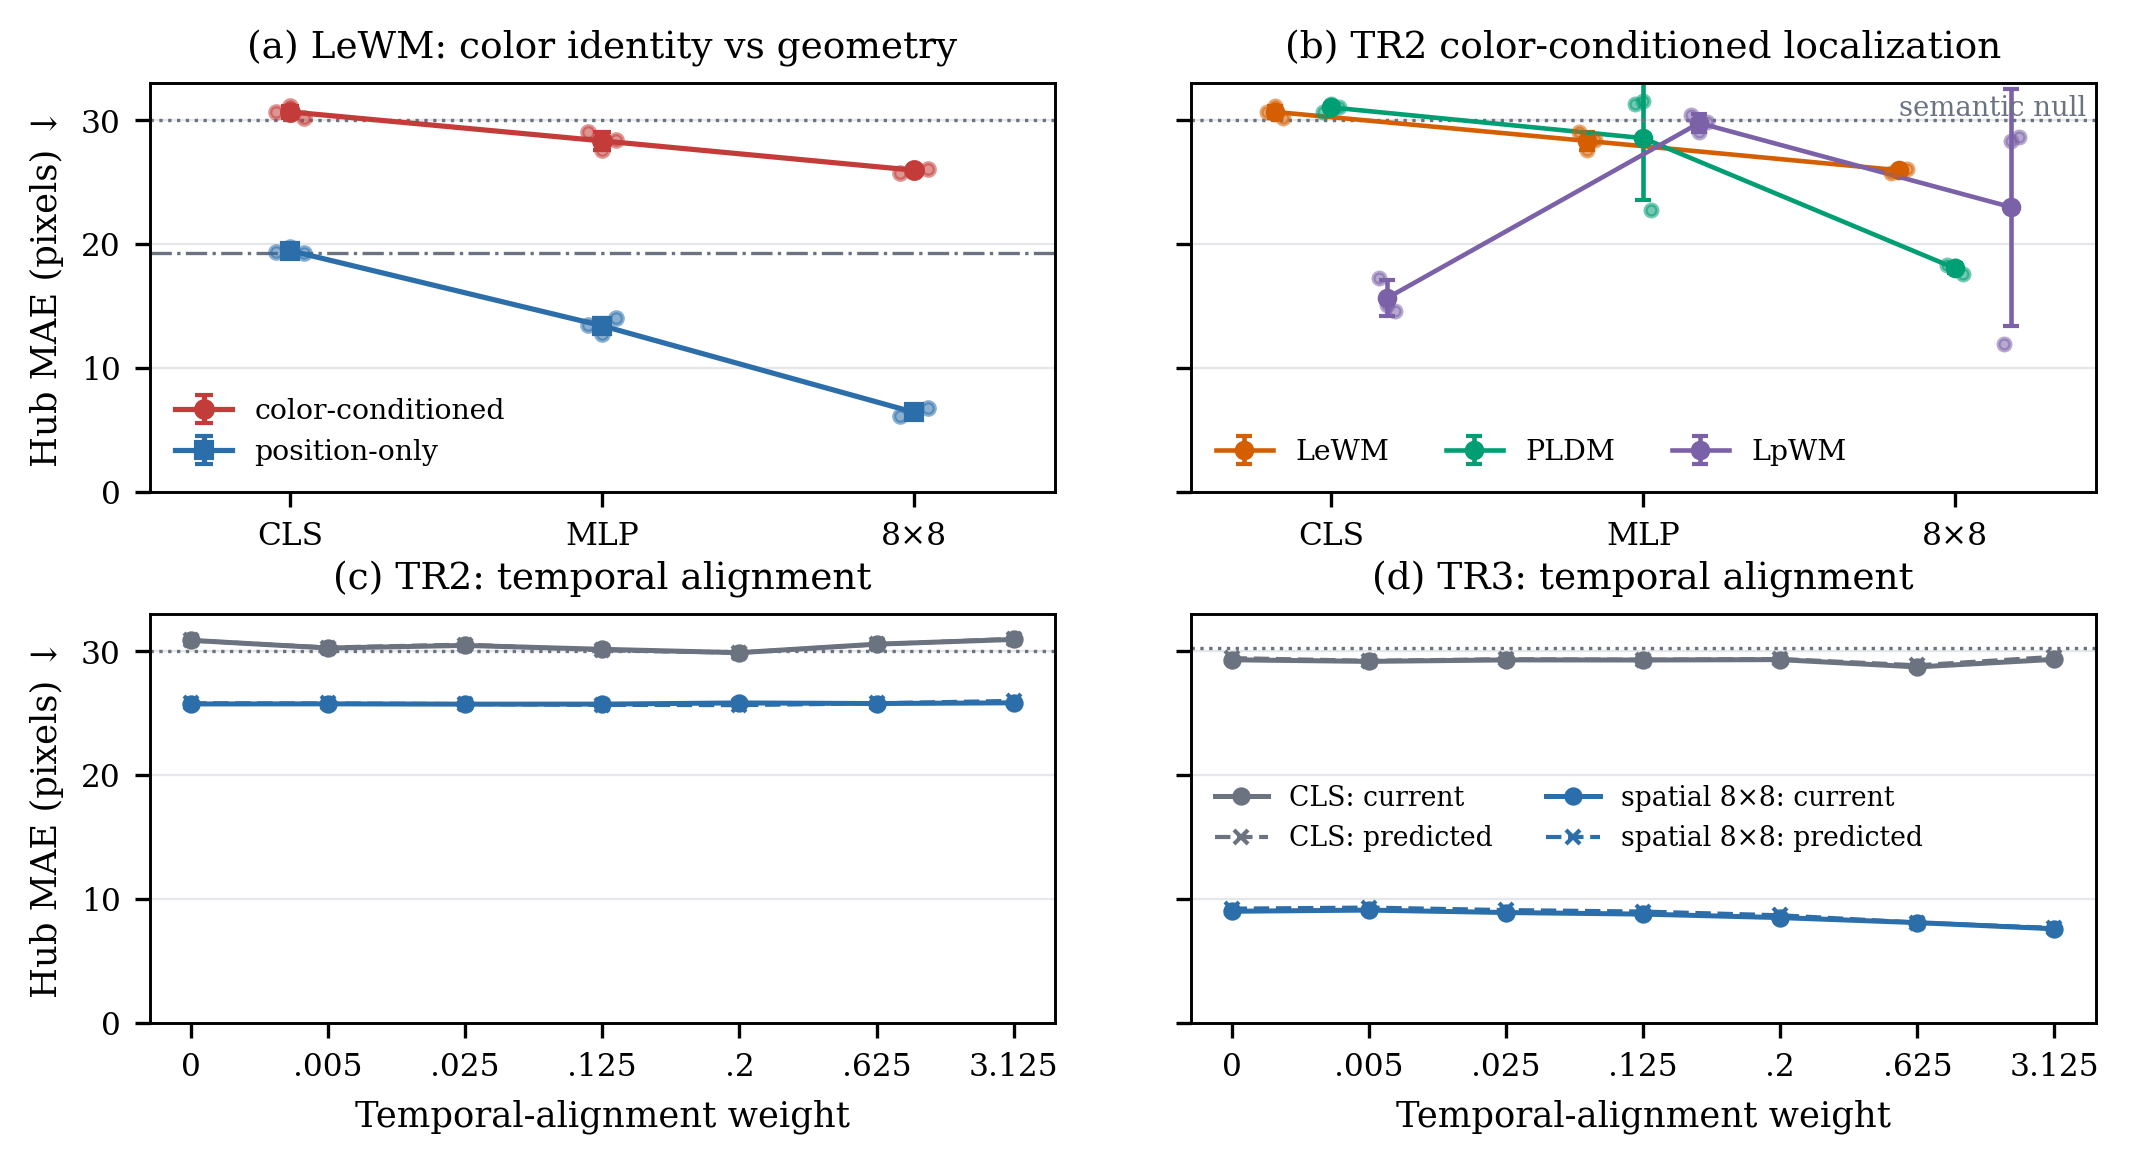 (a) LeWM: color identity vs geometry
Hub MAE (pixels) ↓
30
20
10
0
color-conditioned
position-only
CLS
MLP
8×8
(b) TR2 color-conditioned localization
semantic null
LeWM
PLDM
LpWM
CLS
MLP
8×8
(c) TR2: temporal alignment
Hub MAE (pixels) ↓
30
20
10
0
0
.005
.025
.125
.2
.625
3.125
Temporal-alignment weight
(d) TR3: temporal alignment
CLS: current
CLS: predicted
spatial 8×8: current
spatial 8×8: predicted
0
.005
.025
.125
.2
.625
3.125
Temporal-alignment weight